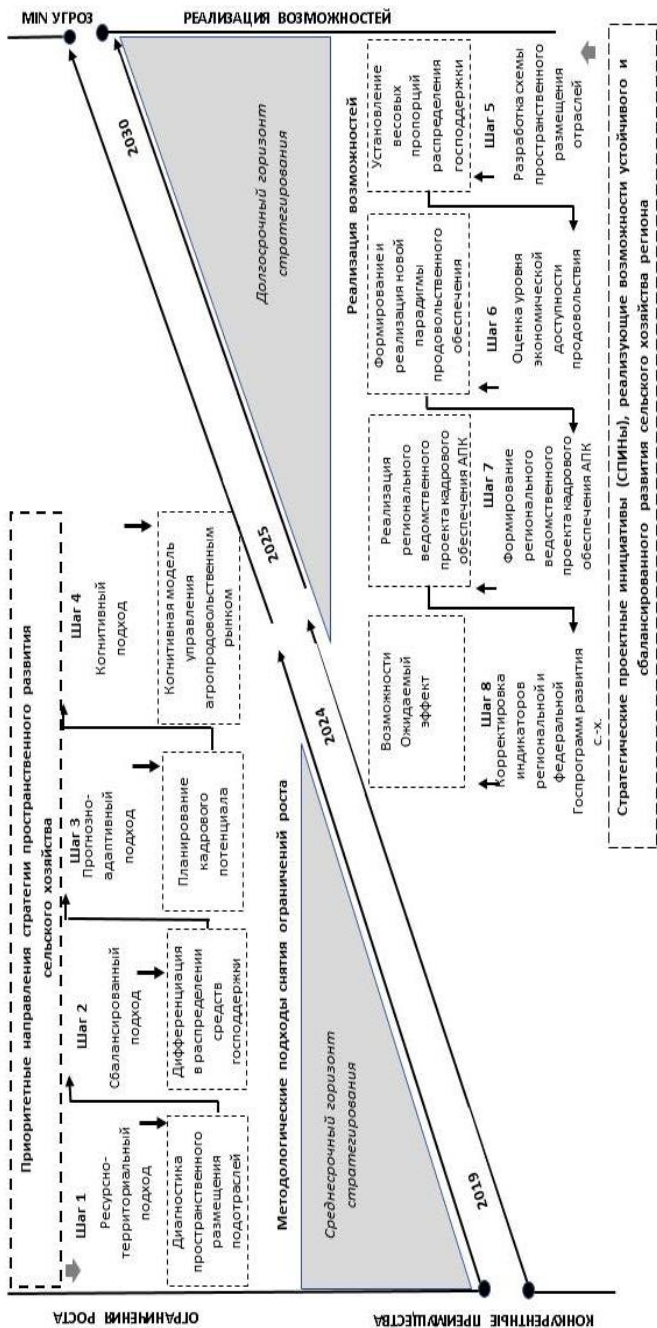 Приоритетные направления стратегии пространственного развития
сельского хозяйства
ОГРАНИЧЕНИЯ РОСТА
Шаг 1
Ресурсно-
территориальный
подход
Диагностика
пространственного
размещения
подотраслей
Шаг 2
Сбалансированный
подход
Дифференциация
в распределении
средств
господдержки
Шаг 3
Прогнозно-
адаптивный
подход
Планирование
кадрового
потенциала
Шаг 4
Когнитивный
подход
Когнитивная модель
управления
агропродовольственным
рынком
MIN УГРОЗ
Методологические подходы снятия ограничений роста
Среднесрочный горизонт
стратегирования
2019
2024
2025
2030
Долгосрочный горизонт
стратегирования
КОНКУРЕНТНЫЕ ПРЕИМУЩЕСТВА
РЕАЛИЗАЦИЯ ВОЗМОЖНОСТЕЙ
Реализация возможностей
Установление
весовых
пропорций
распределения
господдержки
Шаг 5
Разработка схемы
пространственного
размещения
отраслей
Формирование и
реализация новой
парадигмы
продовольственного
обеспечения
Шаг 6
Оценка уровня
экономической
доступности
продовольствия
Реализация
регионального
ведомственного
проекта кадрового
обеспечения АПК
Шаг 7
Формирование
регионального
ведомственного
проекта кадрового
обеспечения АПК
Возможности
Ожидаемый
эффект
Шаг 8
Корректировка
индикаторов
региональной и
федеральной
Госпрограмм развития
с.-х.
Стратегические проектные инициативы (СПИНы), реализующие возможности устойчивого и
сбалансированного развития сельского хозяйства региона